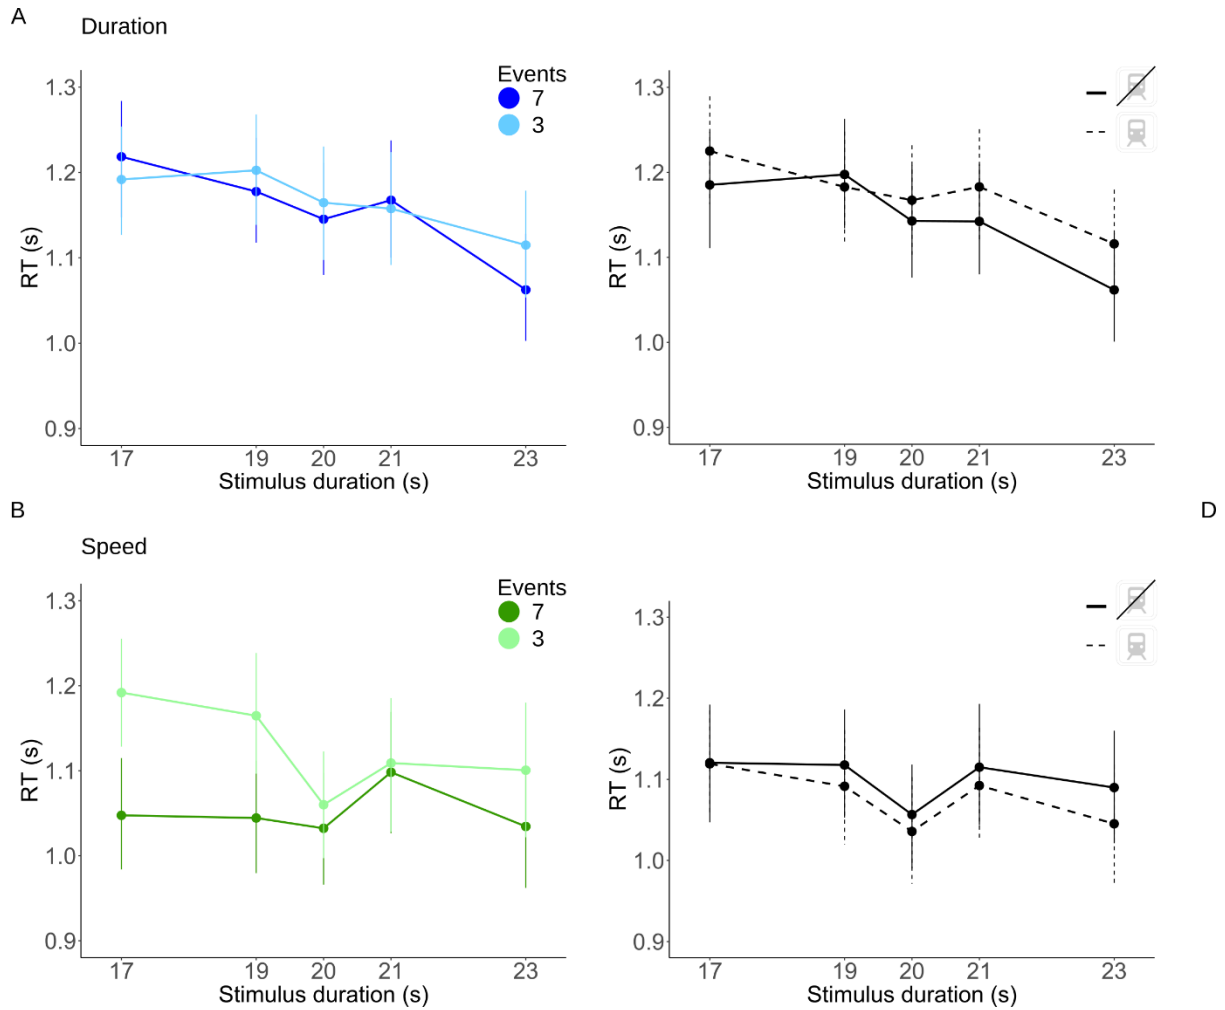 A
Duration
Events
7
3
1.3
1.2
1.1
1.0
0.9
RT (s)
17 19 20 21 23
Stimulus duration (s)
1.3
1.2
1.1
1.0
0.9
RT (s)
17 19 20 21 23
Stimulus duration (s)
B
D
Speed
Events
7
3
1.3
1.2
1.1
1.0
0.9
RT (s)
17 19 20 21 23
Stimulus duration (s)
1.3
1.2
1.1
1.0
0.9
RT (s)
17 19 20 21 23
Stimulus duration (s)